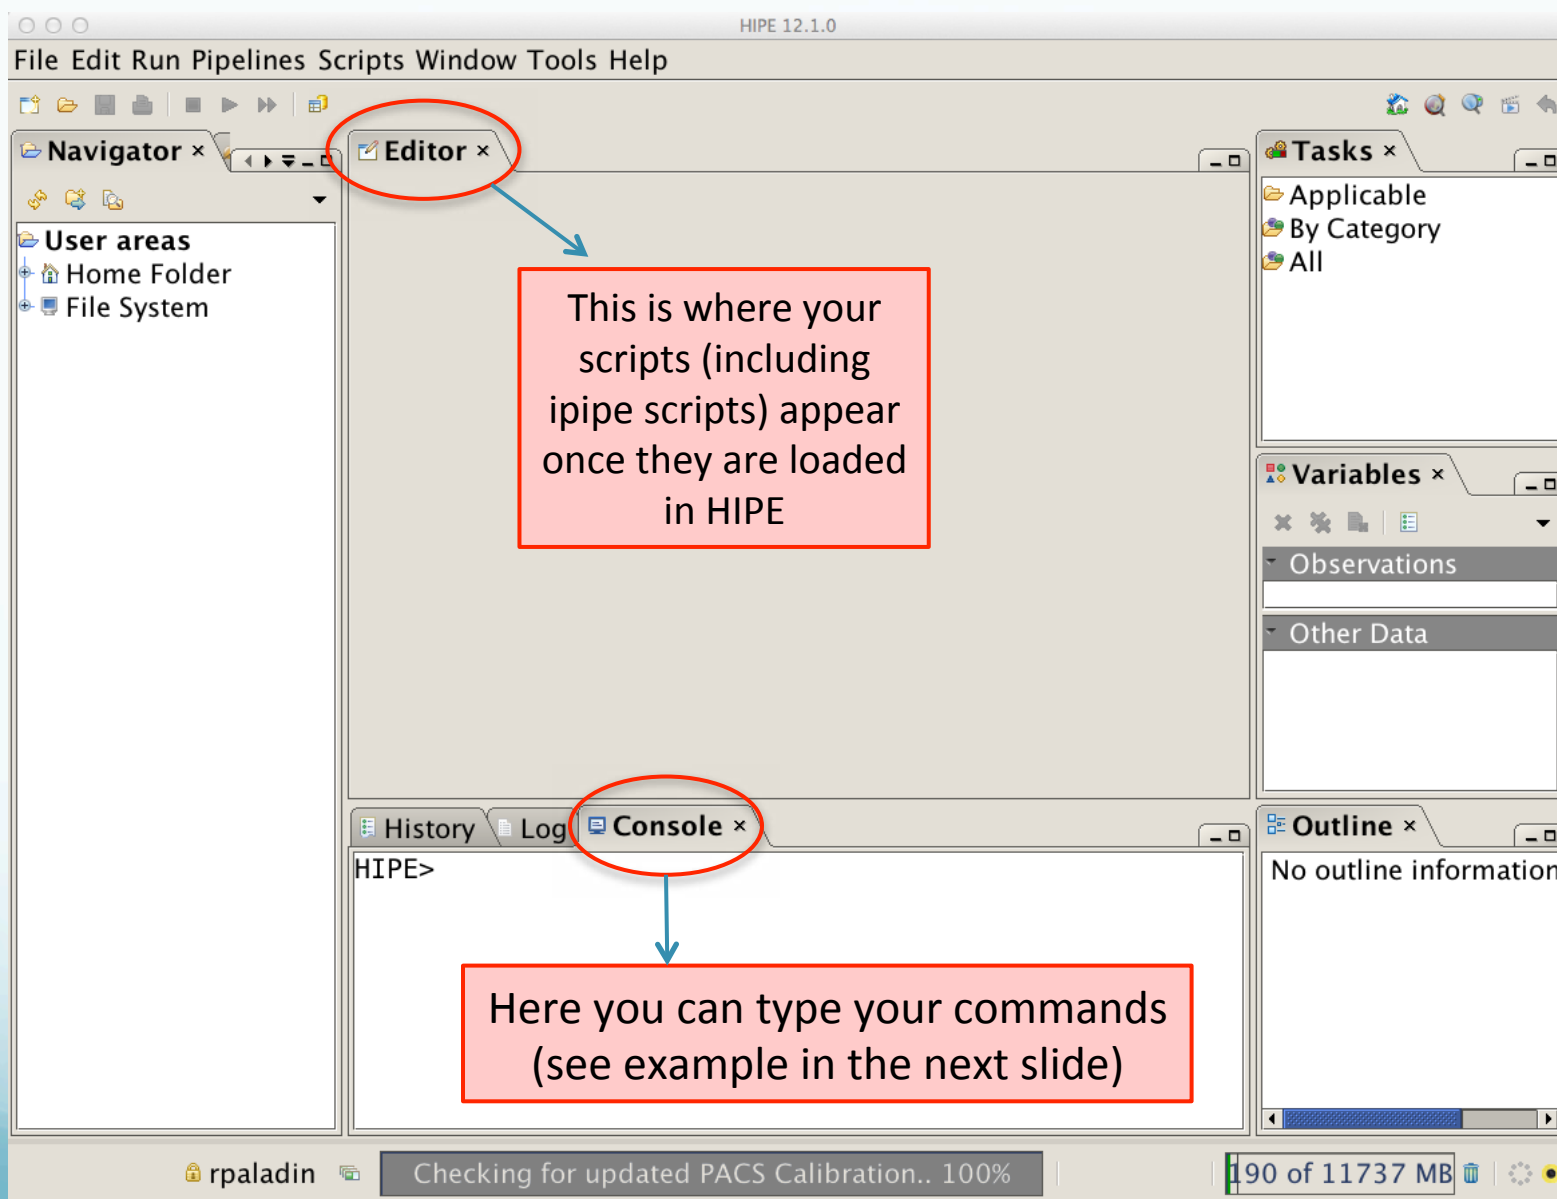 HIPE 12.1.0
File Edit Run Pipelines Scripts Window Tools Help
Navigator ×
User areas
Home Folder
File System
Editor ×
This is where your
scripts (including
ipipe scripts) appear
once they are loaded
in HIPE
Tasks ×
Applicable
By Category
All
Variables ×
Observations
Other Data
History Log Console ×
HIPE>
Here you can type your commands
(see example in the next slide)
Outline ×
No outline information
rpaladin
Checking for updated PACS Calibration.. 100%
190 of 11737 MB